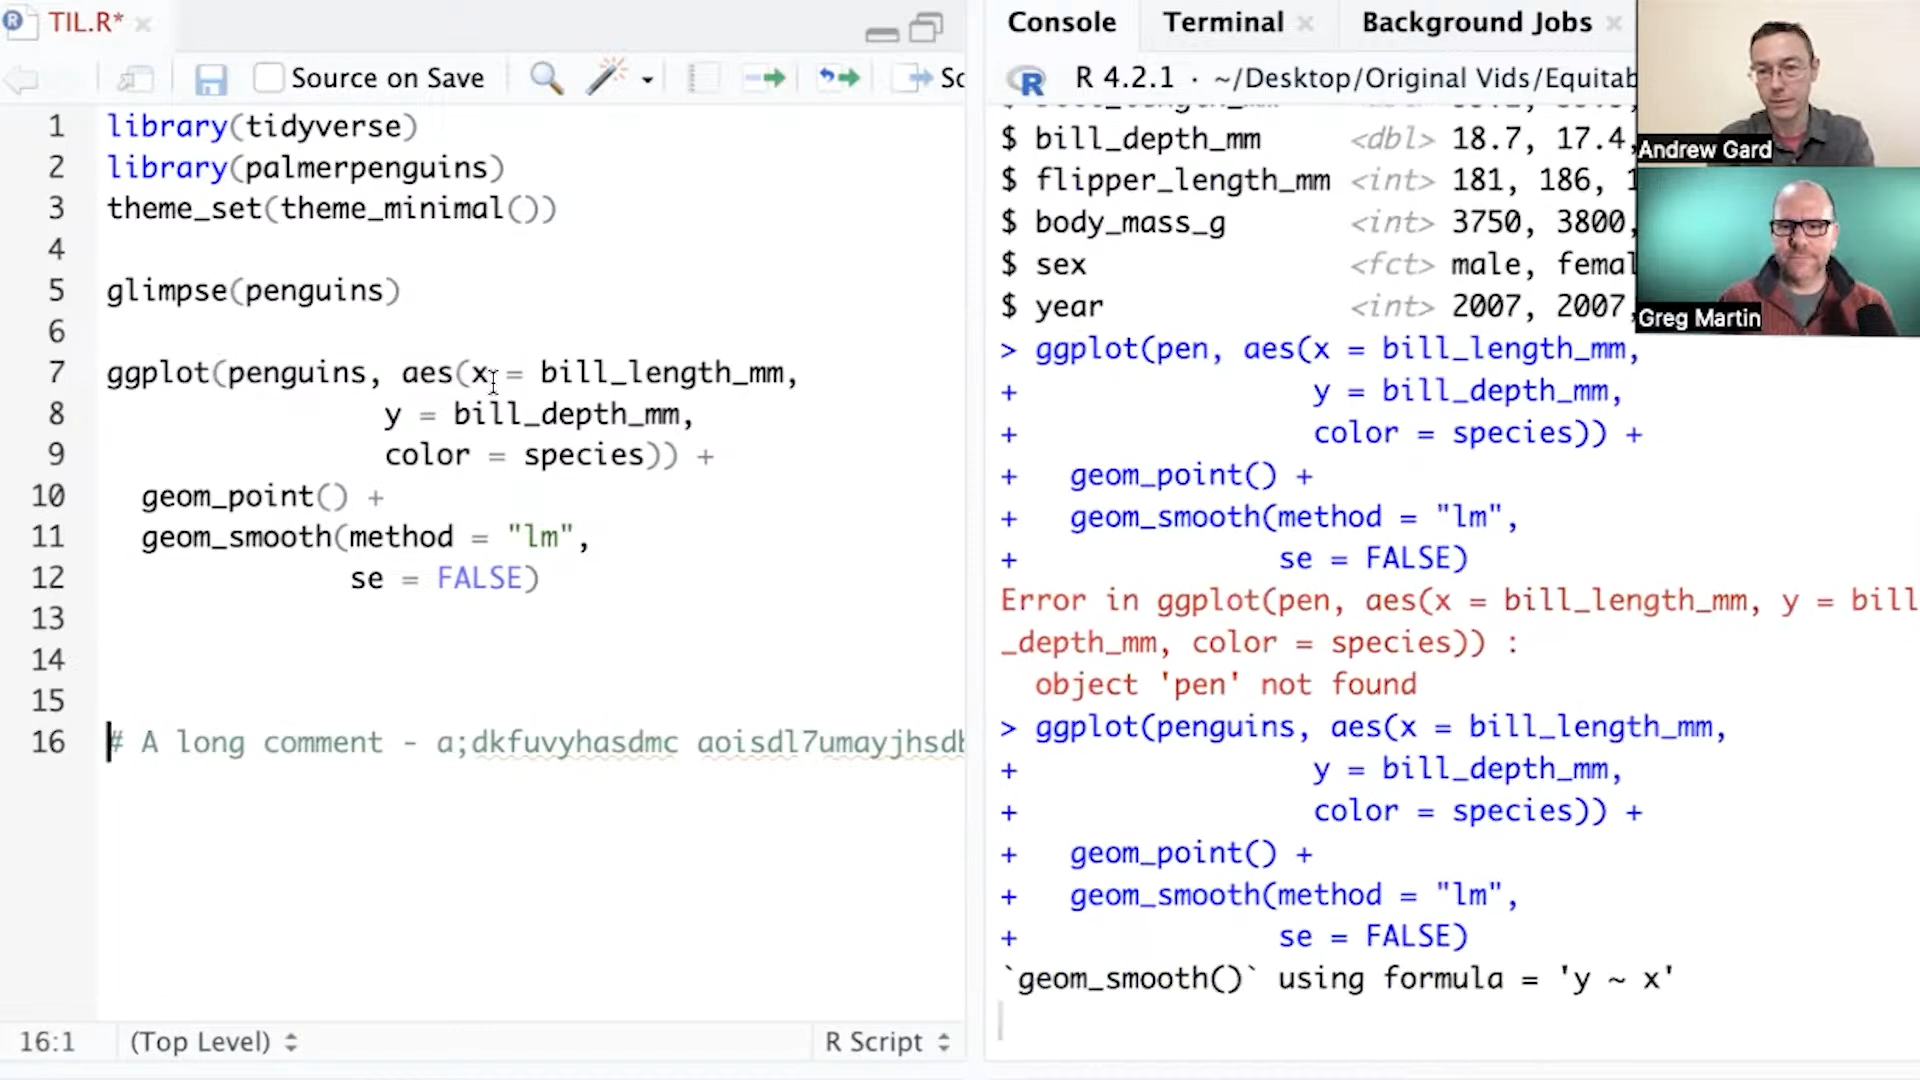 TIL.R*
Source on Save
1 library(tidyverse)
2 library(palmerpenguins)
3 theme_set(theme_minimal())
4
5 glimpse(penguins)
6
7 ggplot(penguins, aes(x = bill_length_mm,
8 y = bill_depth_mm,
9 color = species)) +
10 geom_point() +
11 geom_smooth(method = "lm",
12 se = FALSE)
13
14
15
16 # A long comment - a;dkfuvyhasdmc aoisdl7umayjhsdb
16:1 (Top Level) R Script
Console Terminal Background Jobs
R 4.2.1 · ~/Desktop/Original Vids/Equitab
$ bill_depth_mm <dbl> 18.7, 17.4,
$ flipper_length_mm <int> 181, 186, 1
$ body_mass_g <int> 3750, 3800,
$ sex <fct> male, femal
$ year <int> 2007, 2007,
> ggplot(pen, aes(x = bill_length_mm,
+ y = bill_depth_mm,
+ color = species)) +
+ geom_point() +
+ geom_smooth(method = "lm",
+ se = FALSE)
Error in ggplot(pen, aes(x = bill_length_mm, y = bill
_depth_mm, color = species)) :
object 'pen' not found
> ggplot(penguins, aes(x = bill_length_mm,
+ y = bill_depth_mm,
+ color = species)) +
+ geom_point() +
+ geom_smooth(method = "lm",
+ se = FALSE)
`geom_smooth()` using formula = 'y ~ x'
Andrew Gard
Greg Martin